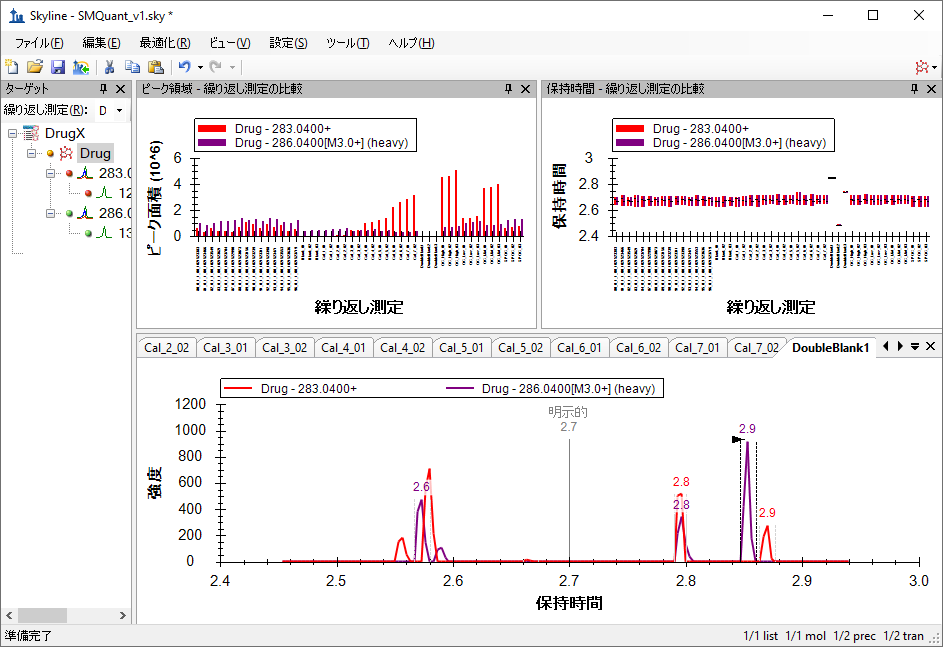 Skyline - SMQuant_v1.sky *
ファイル(F) 編集(E) 最適化(R) ビュー(V) 設定(S) ツール(T) ヘルプ(H)
ターゲット
繰り返し測定(R): D
DrugX
Drug
283.0
12
286.0
13
ピーク領域 - 繰り返し測定の比較
Drug - 283.0400+
Drug - 286.0400[M3.0+] (heavy)
ピーク面積 (10^6)
6
4
2
0
繰り返し測定
保持時間 - 繰り返し測定の比較
Drug - 283.0400+
Drug - 286.0400[M3.0+] (heavy)
保持時間
3
2.8
2.6
2.4
繰り返し測定
Cal_2_02 Cal_3_01 Cal_3_02 Cal_4_01 Cal_4_02 Cal_5_01 Cal_5_02 Cal_6_01 Cal_6_02 Cal_7_01 Cal_7_02 DoubleBlank1
Drug - 283.0400+ Drug - 286.0400[M3.0+] (heavy)
強度
1200
1000
800
600
400
200
0
明示的
2.7
2.6
2.8
2.8
2.9
2.9
2.4 2.5 2.6 2.7 2.8 2.9 3.0
保持時間
準備完了
1/1 list 1/1 mol 1/2 prec 1/2 tran